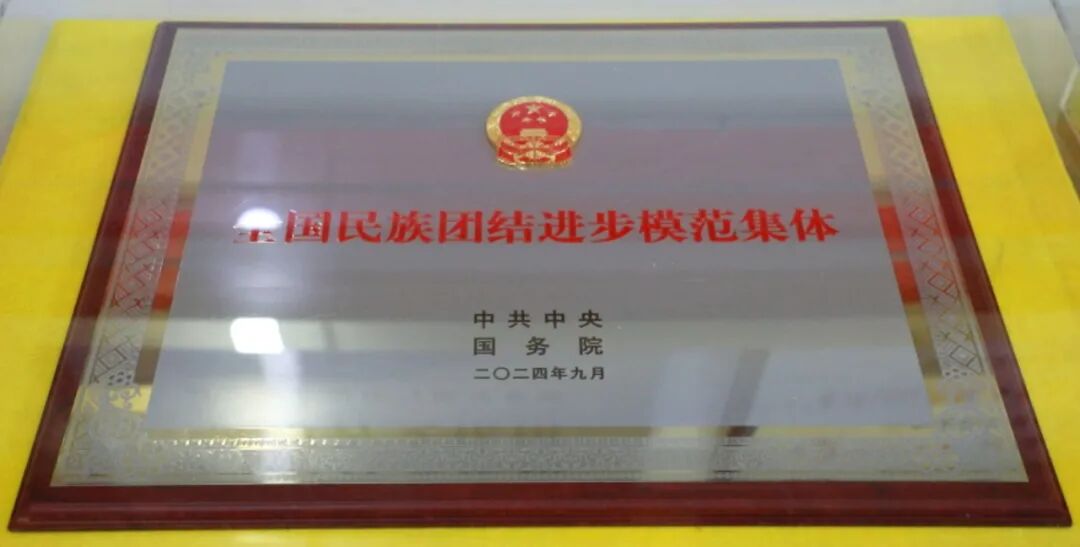 全国民族团结进步模范集体
中共中央
国务院
二〇二四年九月